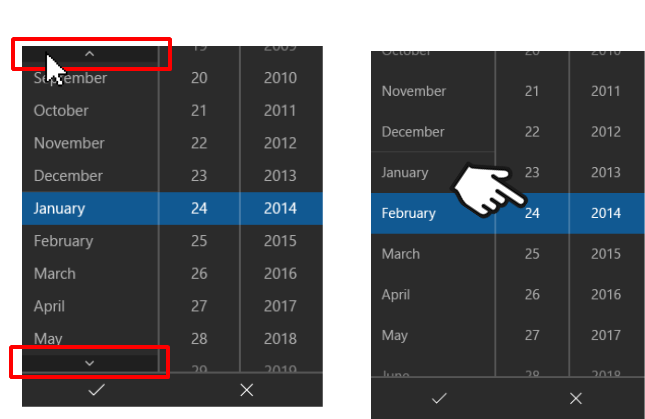 19 2009
September 20 2010
October 21 2011
November 22 2012
December 23 2013
January 24 2014
February 25 2015
March 26 2016
April 27 2017
May 28 2018
29 2019
October 20 2010
November 21 2011
December 22 2012
January 23 2013
February 24 2014
March 25 2015
April 26 2016
May 27 2017
June 28 2018